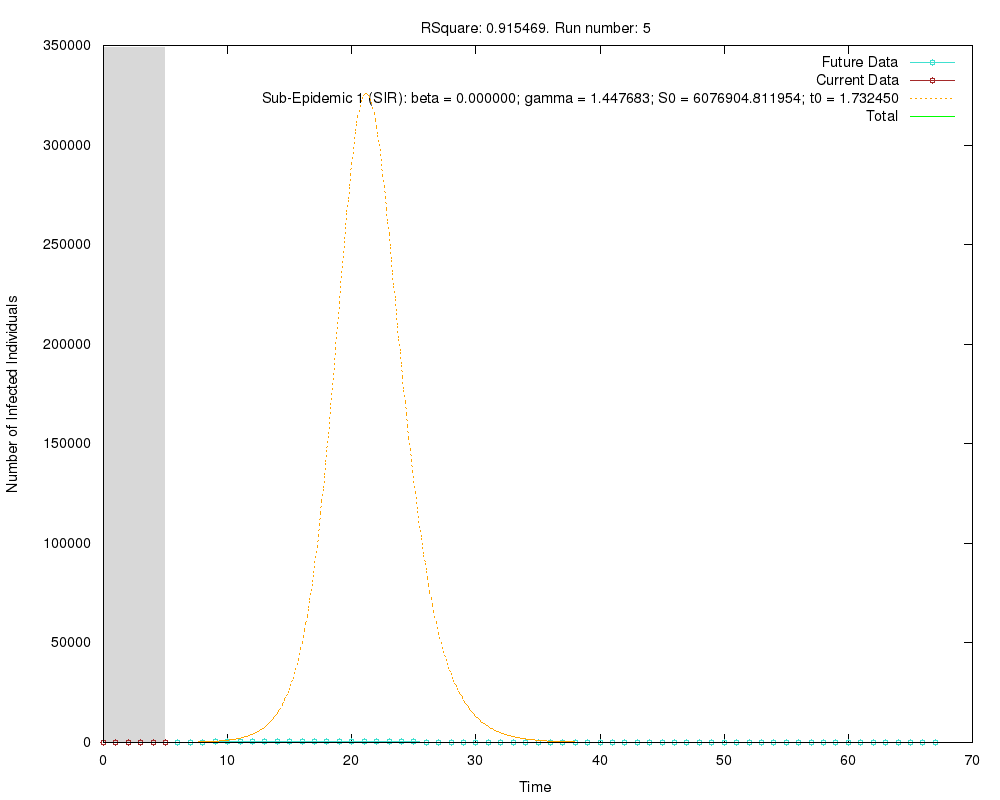 RSquare: 0.915469. Run number: 5
350000
300000
250000
200000
150000
100000
50000
0
Number of Infected Individuals
Future Data
Current Data
Sub-Epidemic 1 (SIR): beta = 0.000000; gamma = 1.447683; S0 = 6076904.811954; t0 = 1.732450
Total
0 10 20 30 40 50 60 70
Time